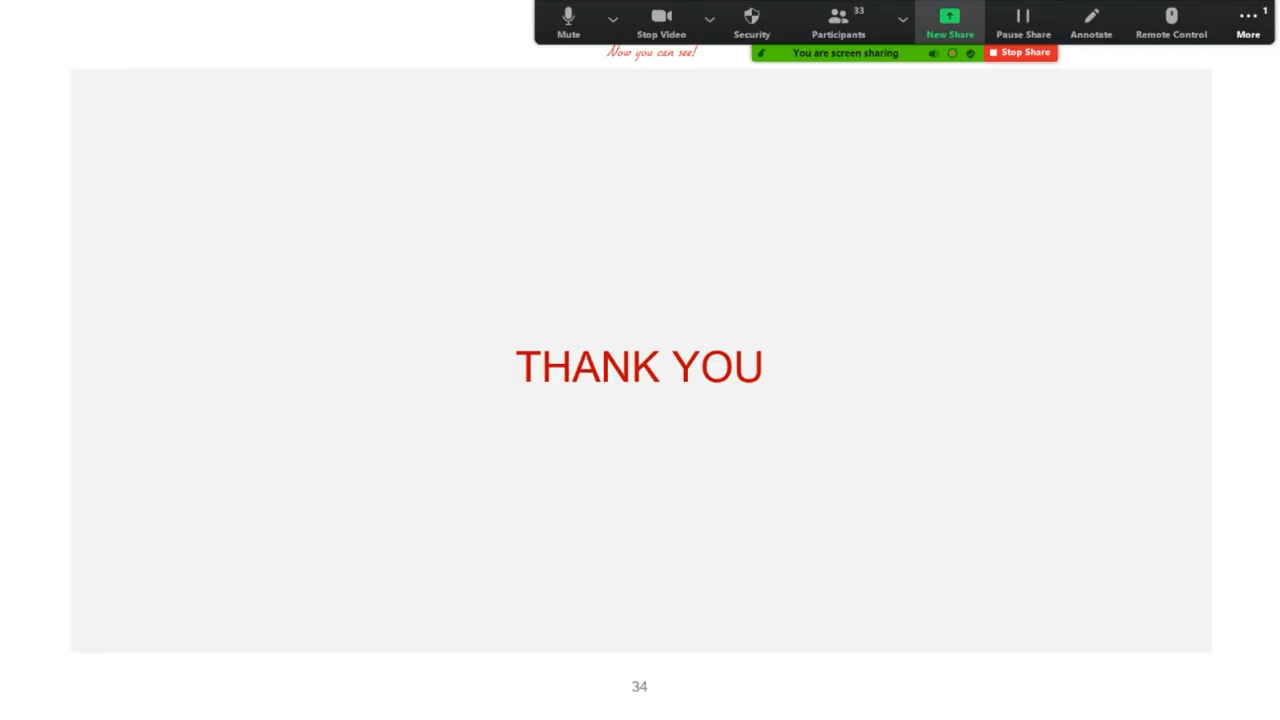 33
1
Mute Stop Video Security Participants New Share Pause Share Annotate Remote Control More
Now you can see!
You are screen sharing Stop Share
THANK YOU
34